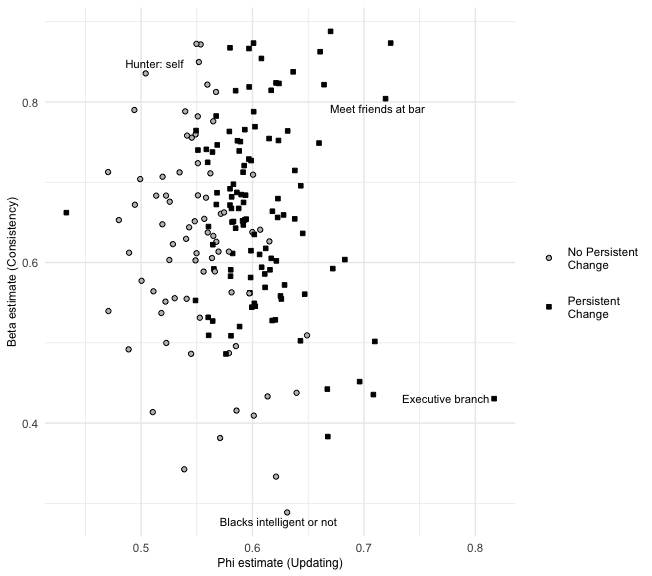 Hunter: self
Meet friends at bar
0.8
No Persistent
Change
Persistent
Change
0.6
Beta estimate (Consistency)
Executive branch
0.4
Blacks intelligent or not
0.5 0.6 0.7 0.8
Phi estimate (Updating)